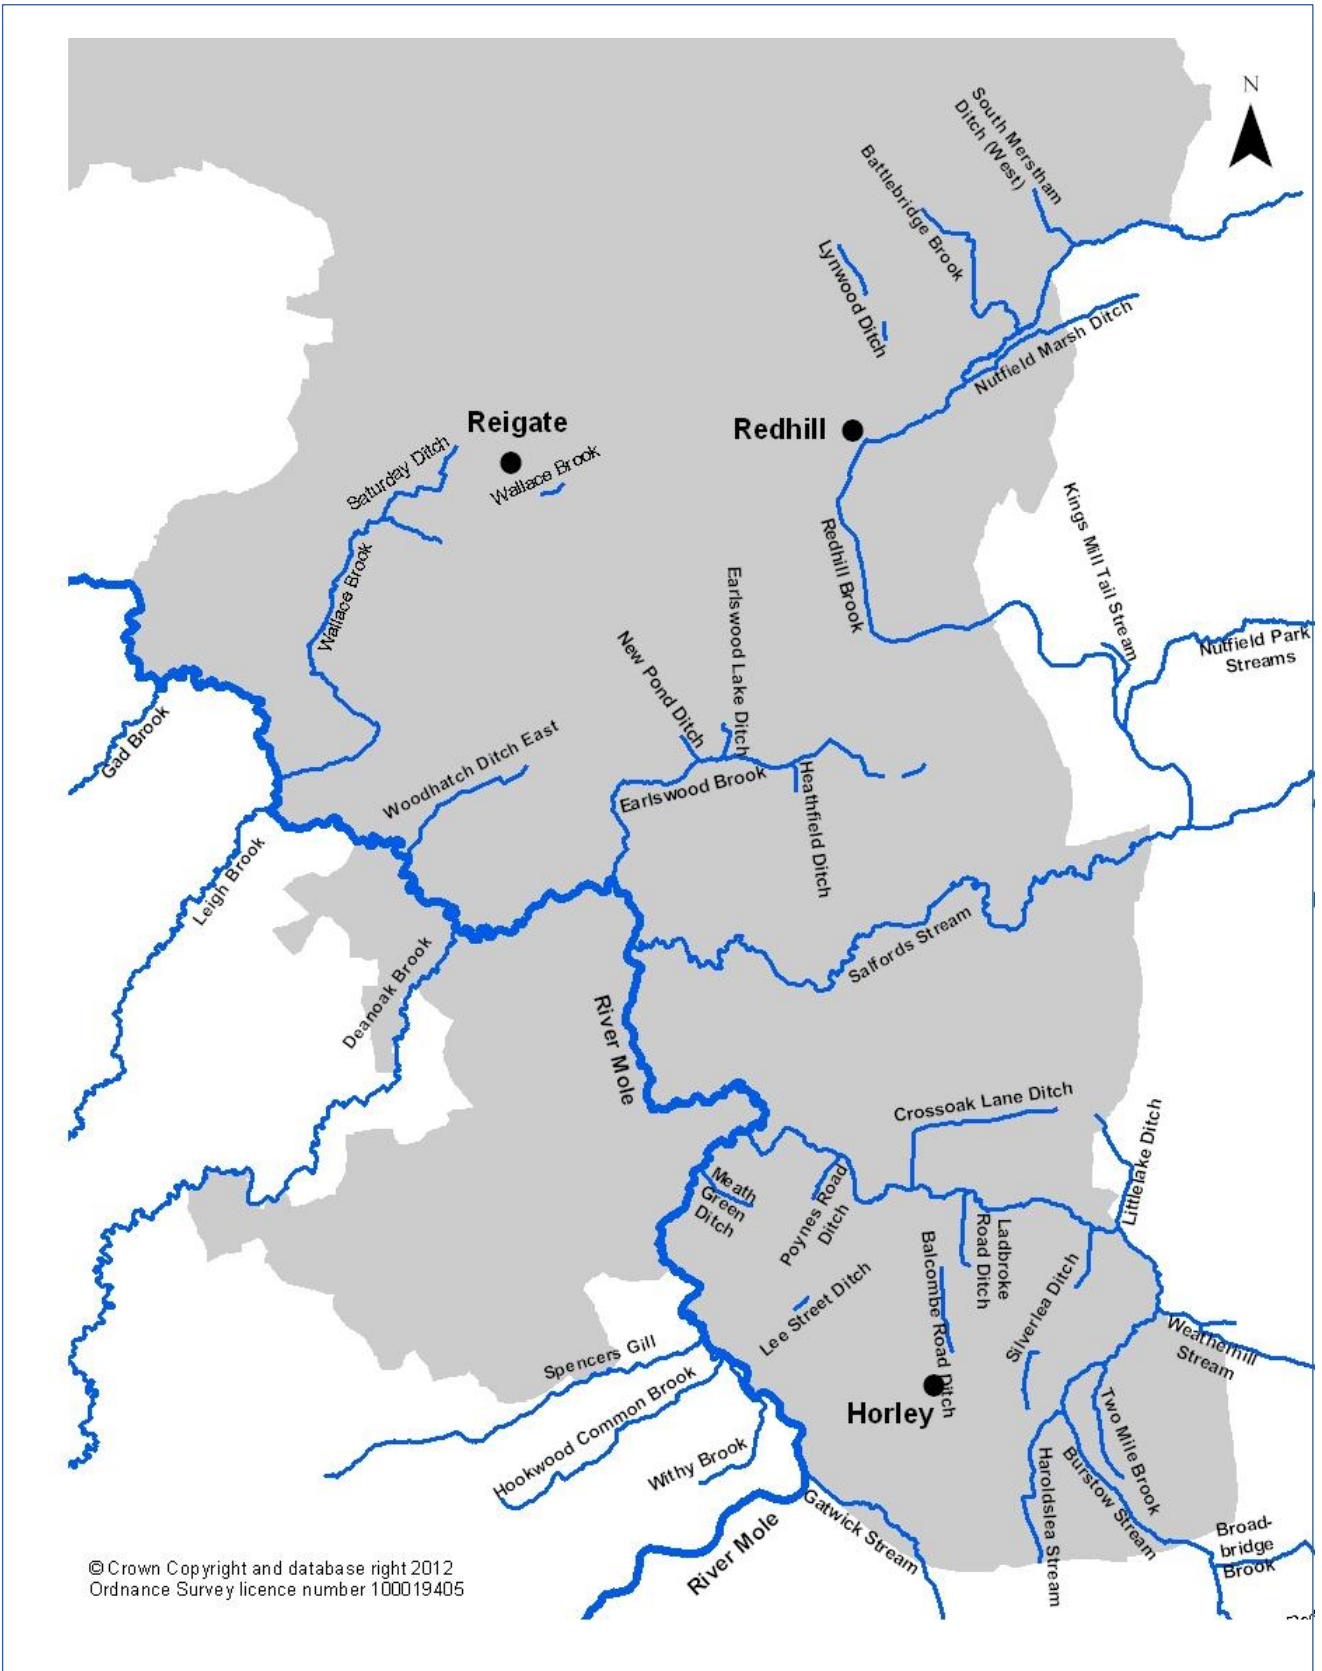 N
South Merstham
Ditch (West)
Battlebridge Brook
Lynwood Ditch
Nutfield Marsh Ditch
Reigate
Redhill
Saturday Ditch
Wallace Brook
Kings Mill Tail Stream
Redhill Brook
Wallace Brook
Earlswood Lake Ditch
New Pond Ditch
Nutfield Park
Streams
Gad Brook
Woodhatch Ditch East
Earlswood Brook
Heathfield Ditch
Leigh Brook
Deanoak Brook
Salfords Stream
River Mole
Crossoak Lane Ditch
Littlelake Ditch
Meath
Green
Ditch
Poynes Road
Ditch
Ladbroke
Road Ditch
Balcombe Road Ditch
Silverlea Ditch
Lee Street Ditch
Weatherhill
Stream
Spencers Gill
Hookwood Common Brook
Horley
Two Mile Brook
Withy Brook
Haroldslea Stream
Burstow Stream
Gatwick Stream
River Mole
Broad-
bridge
Brook
© Crown Copyright and database right 2012
Ordnance Survey licence number 100019405